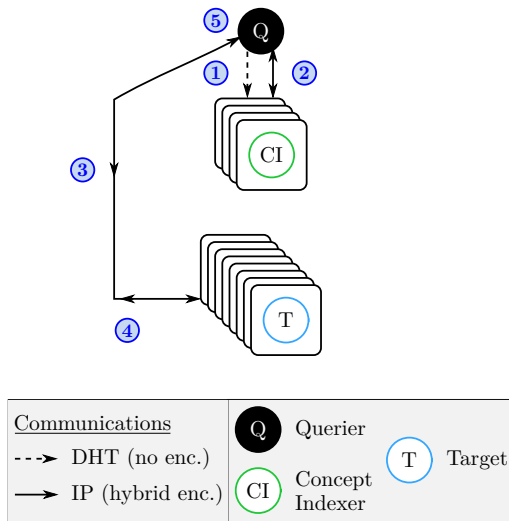 5
Q
1
2
CI
3
T
4
Communications
DHT (no enc.)
IP (hybrid enc.)
Q Querier
CI Concept
Indexer
T Target